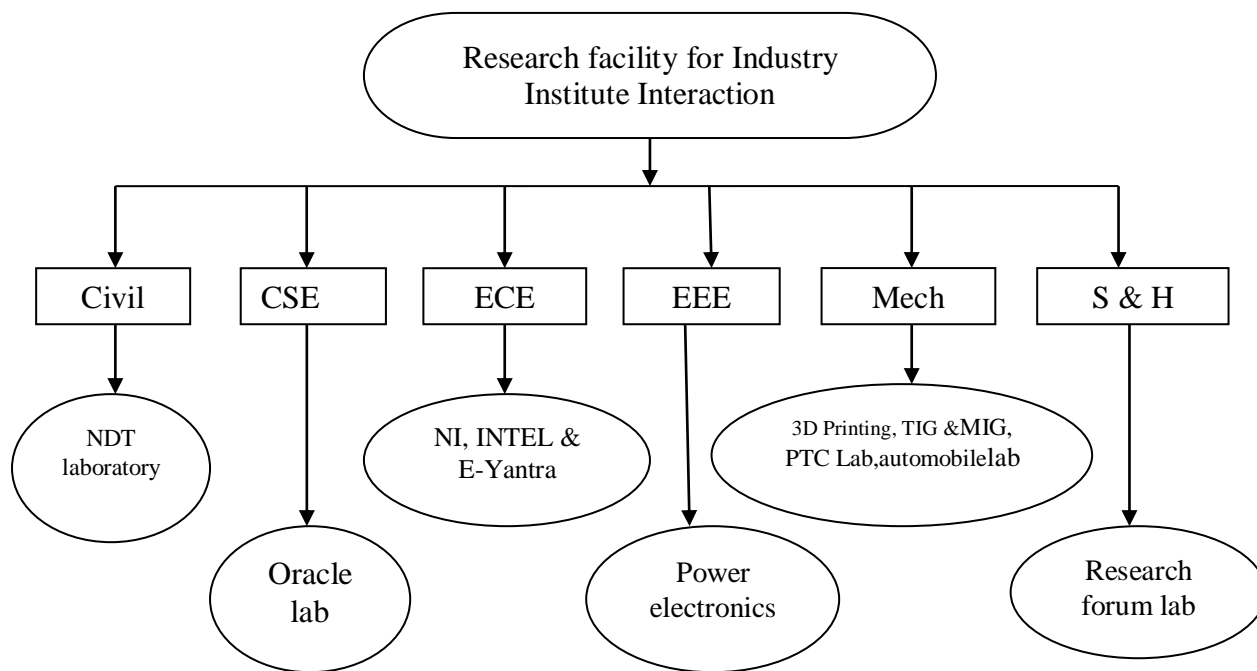 Research facility for Industry
Institute Interaction
Civil
CSE
ECE
EEE
Mech
S & H
NDT
laboratory
NI, INTEL &
E-Yantra
3D Printing, TIG &MIG,
PTC Lab,automobilelab
Oracle
lab
Power
electronics
Research
forum lab